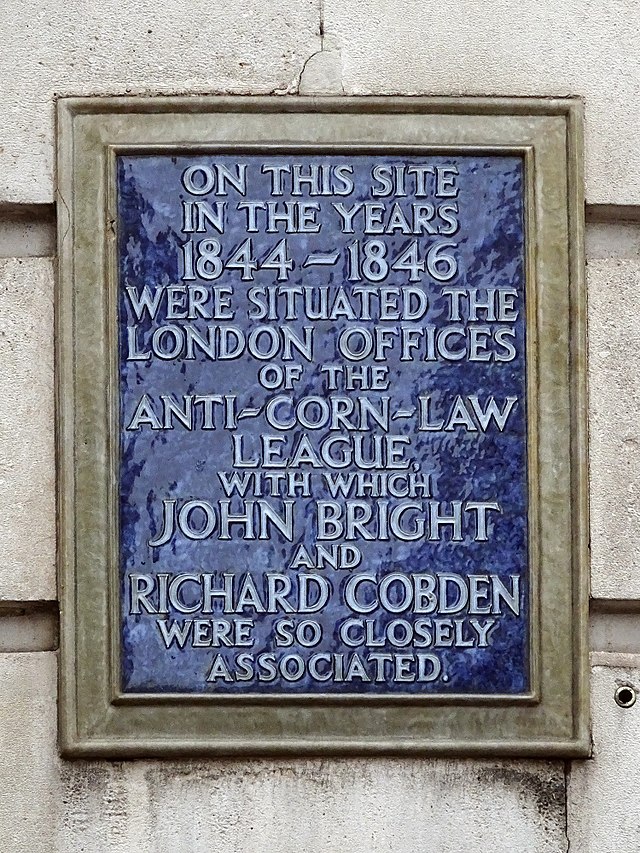 ON THIS SITE
IN THE YEARS
1844–1846
WERE SITUATED THE
LONDON OFFICES
OF THE
ANTI-CORN-LAW
LEAGUE,
WITH WHICH
JOHN BRIGHT
AND
RICHARD COBDEN
WERE SO CLOSELY
ASSOCIATED.